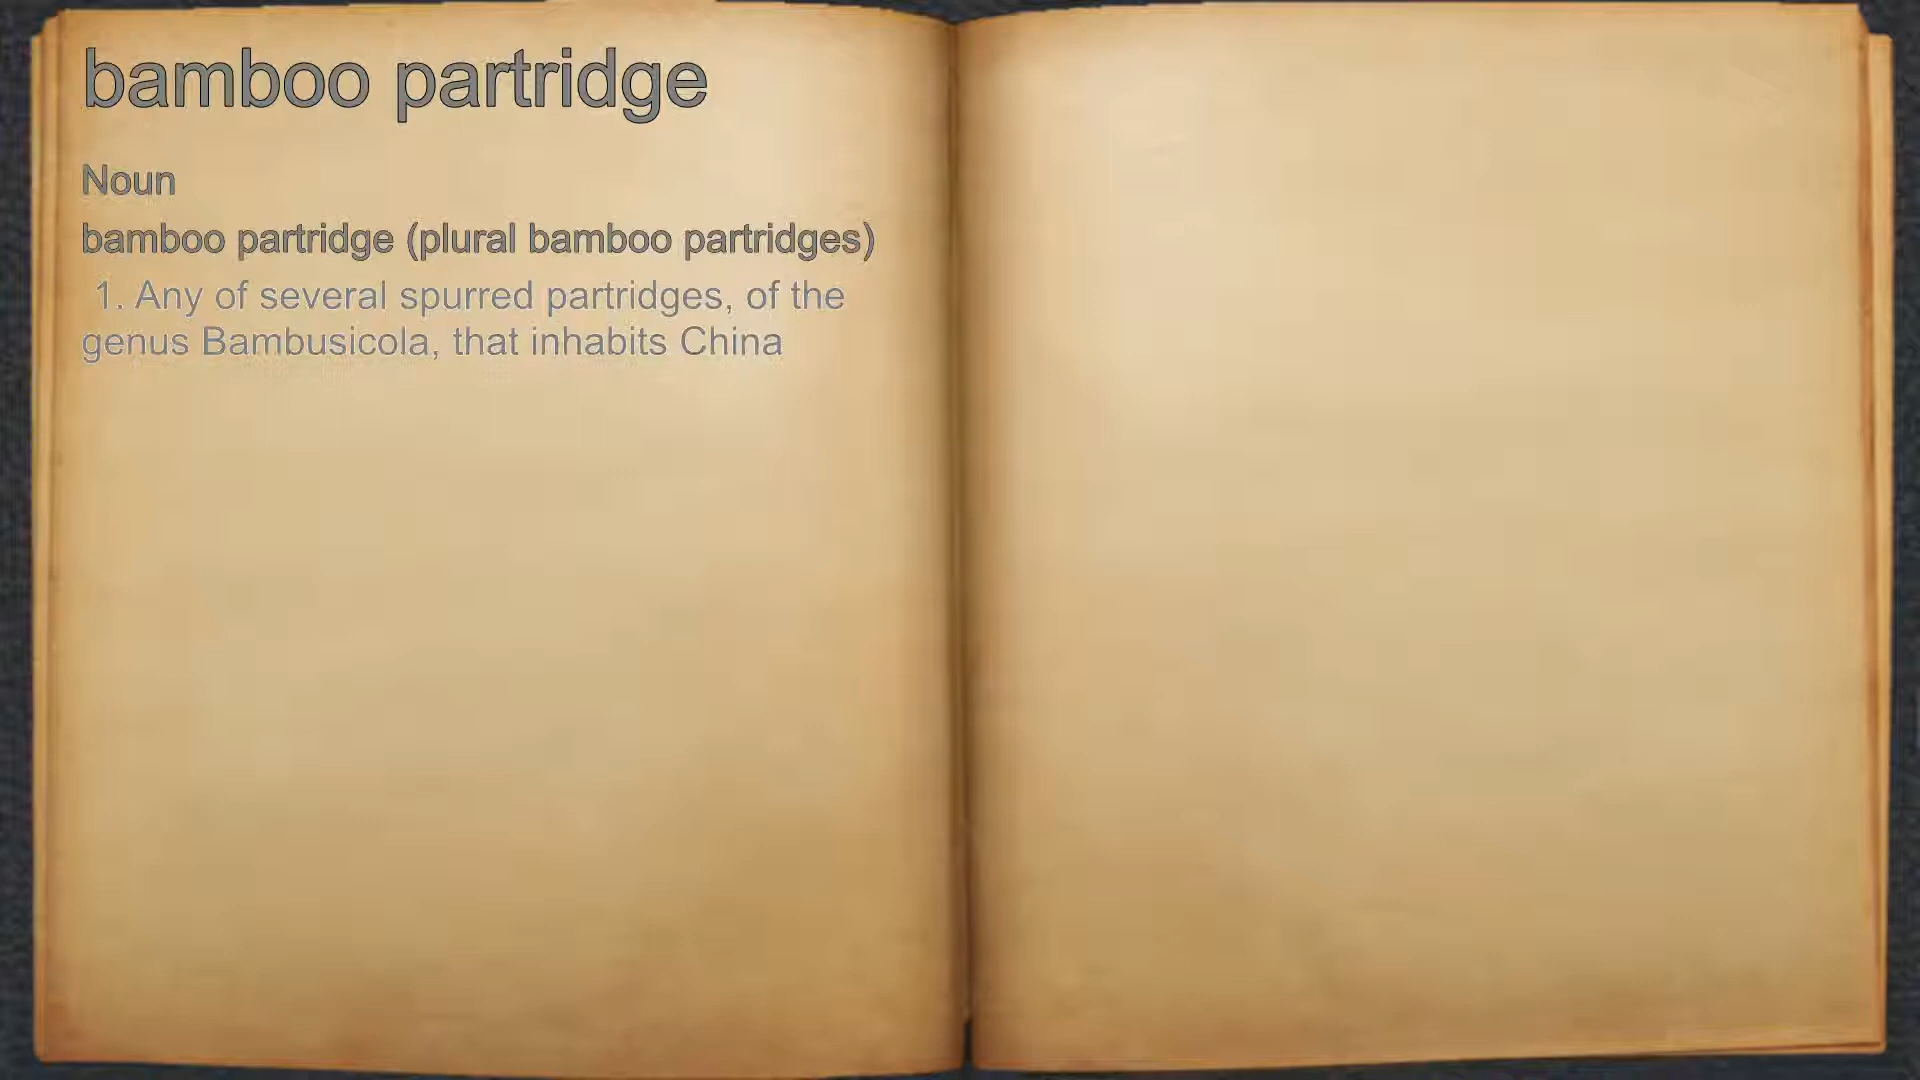 bamboo partridge
Noun
bamboo partridge (plural bamboo partridges)
1. Any of several spurred partridges, of the
genus Bambusicola, that inhabits China